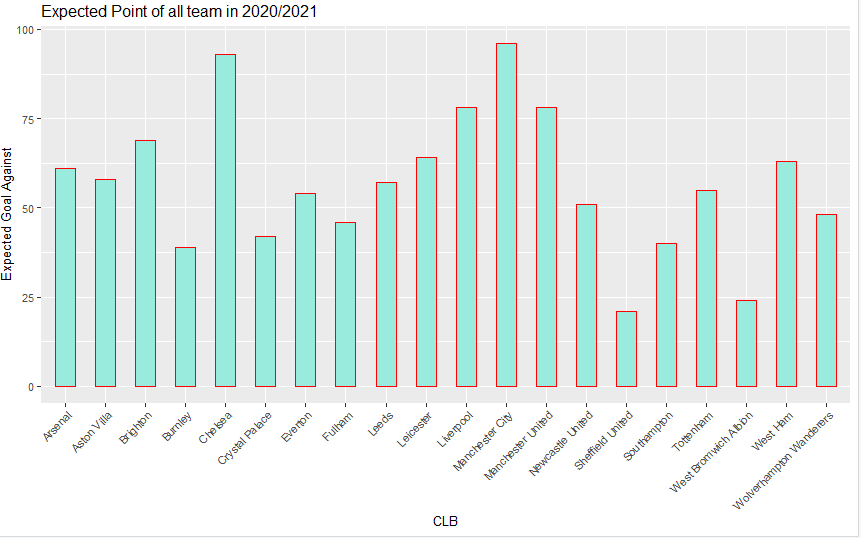 Expected Point of all team in 2020/2021
Expected Goal Against
100
75
50
25
0
Arsenal
Aston Villa
Brighton
Burnley
Chelsea
Crystal Palace
Everton
Fulham
Leeds
Leicester
Liverpool
Manchester City
Manchester United
Newcastle United
Sheffield United
Southampton
Tottenham
West Bromwich Albion
West Ham
Wolverhampton Wanderers
CLB